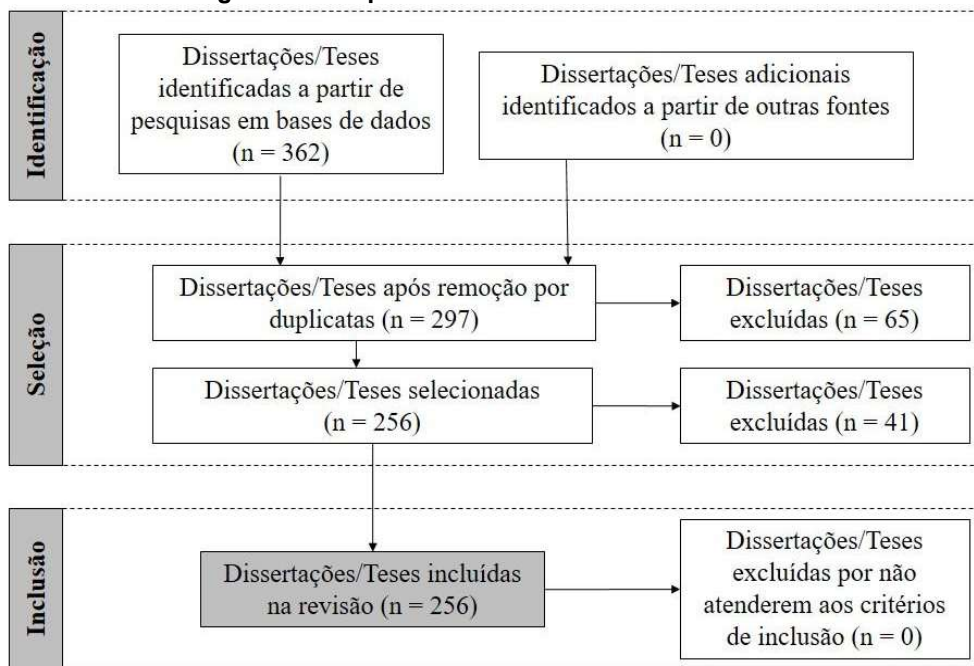 Identificação
Dissertações/Teses
identificadas a partir de
pesquisas em bases de dados
(n = 362)
Dissertações/Teses adicionais
identificados a partir de outras fontes
(n = 0)
Seleção
Dissertações/Teses após remoção por
duplicatas (n = 297)
Dissertações/Teses
excluídas (n = 65)
Dissertações/Teses selecionadas
(n = 256)
Dissertações/Teses
excluídas (n = 41)
Inclusão
Dissertações/Teses incluídas
na revisão (n = 256)
Dissertações/Teses
excluídas por não
atenderem aos critérios
de inclusão (n = 0)